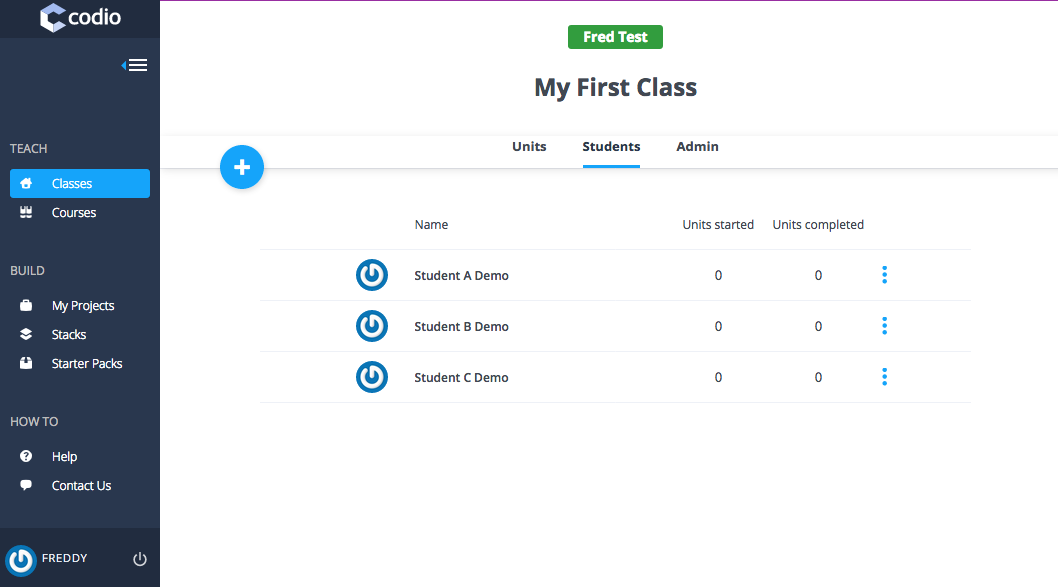 codio
TEACH
Classes
Courses
BUILD
My Projects
Stacks
Starter Packs
HOW TO
Help
Contact Us
FREDDY
Fred Test
My First Class
Units Students Admin
Name Units started Units completed
Student A Demo 0 0
Student B Demo 0 0
Student C Demo 0 0